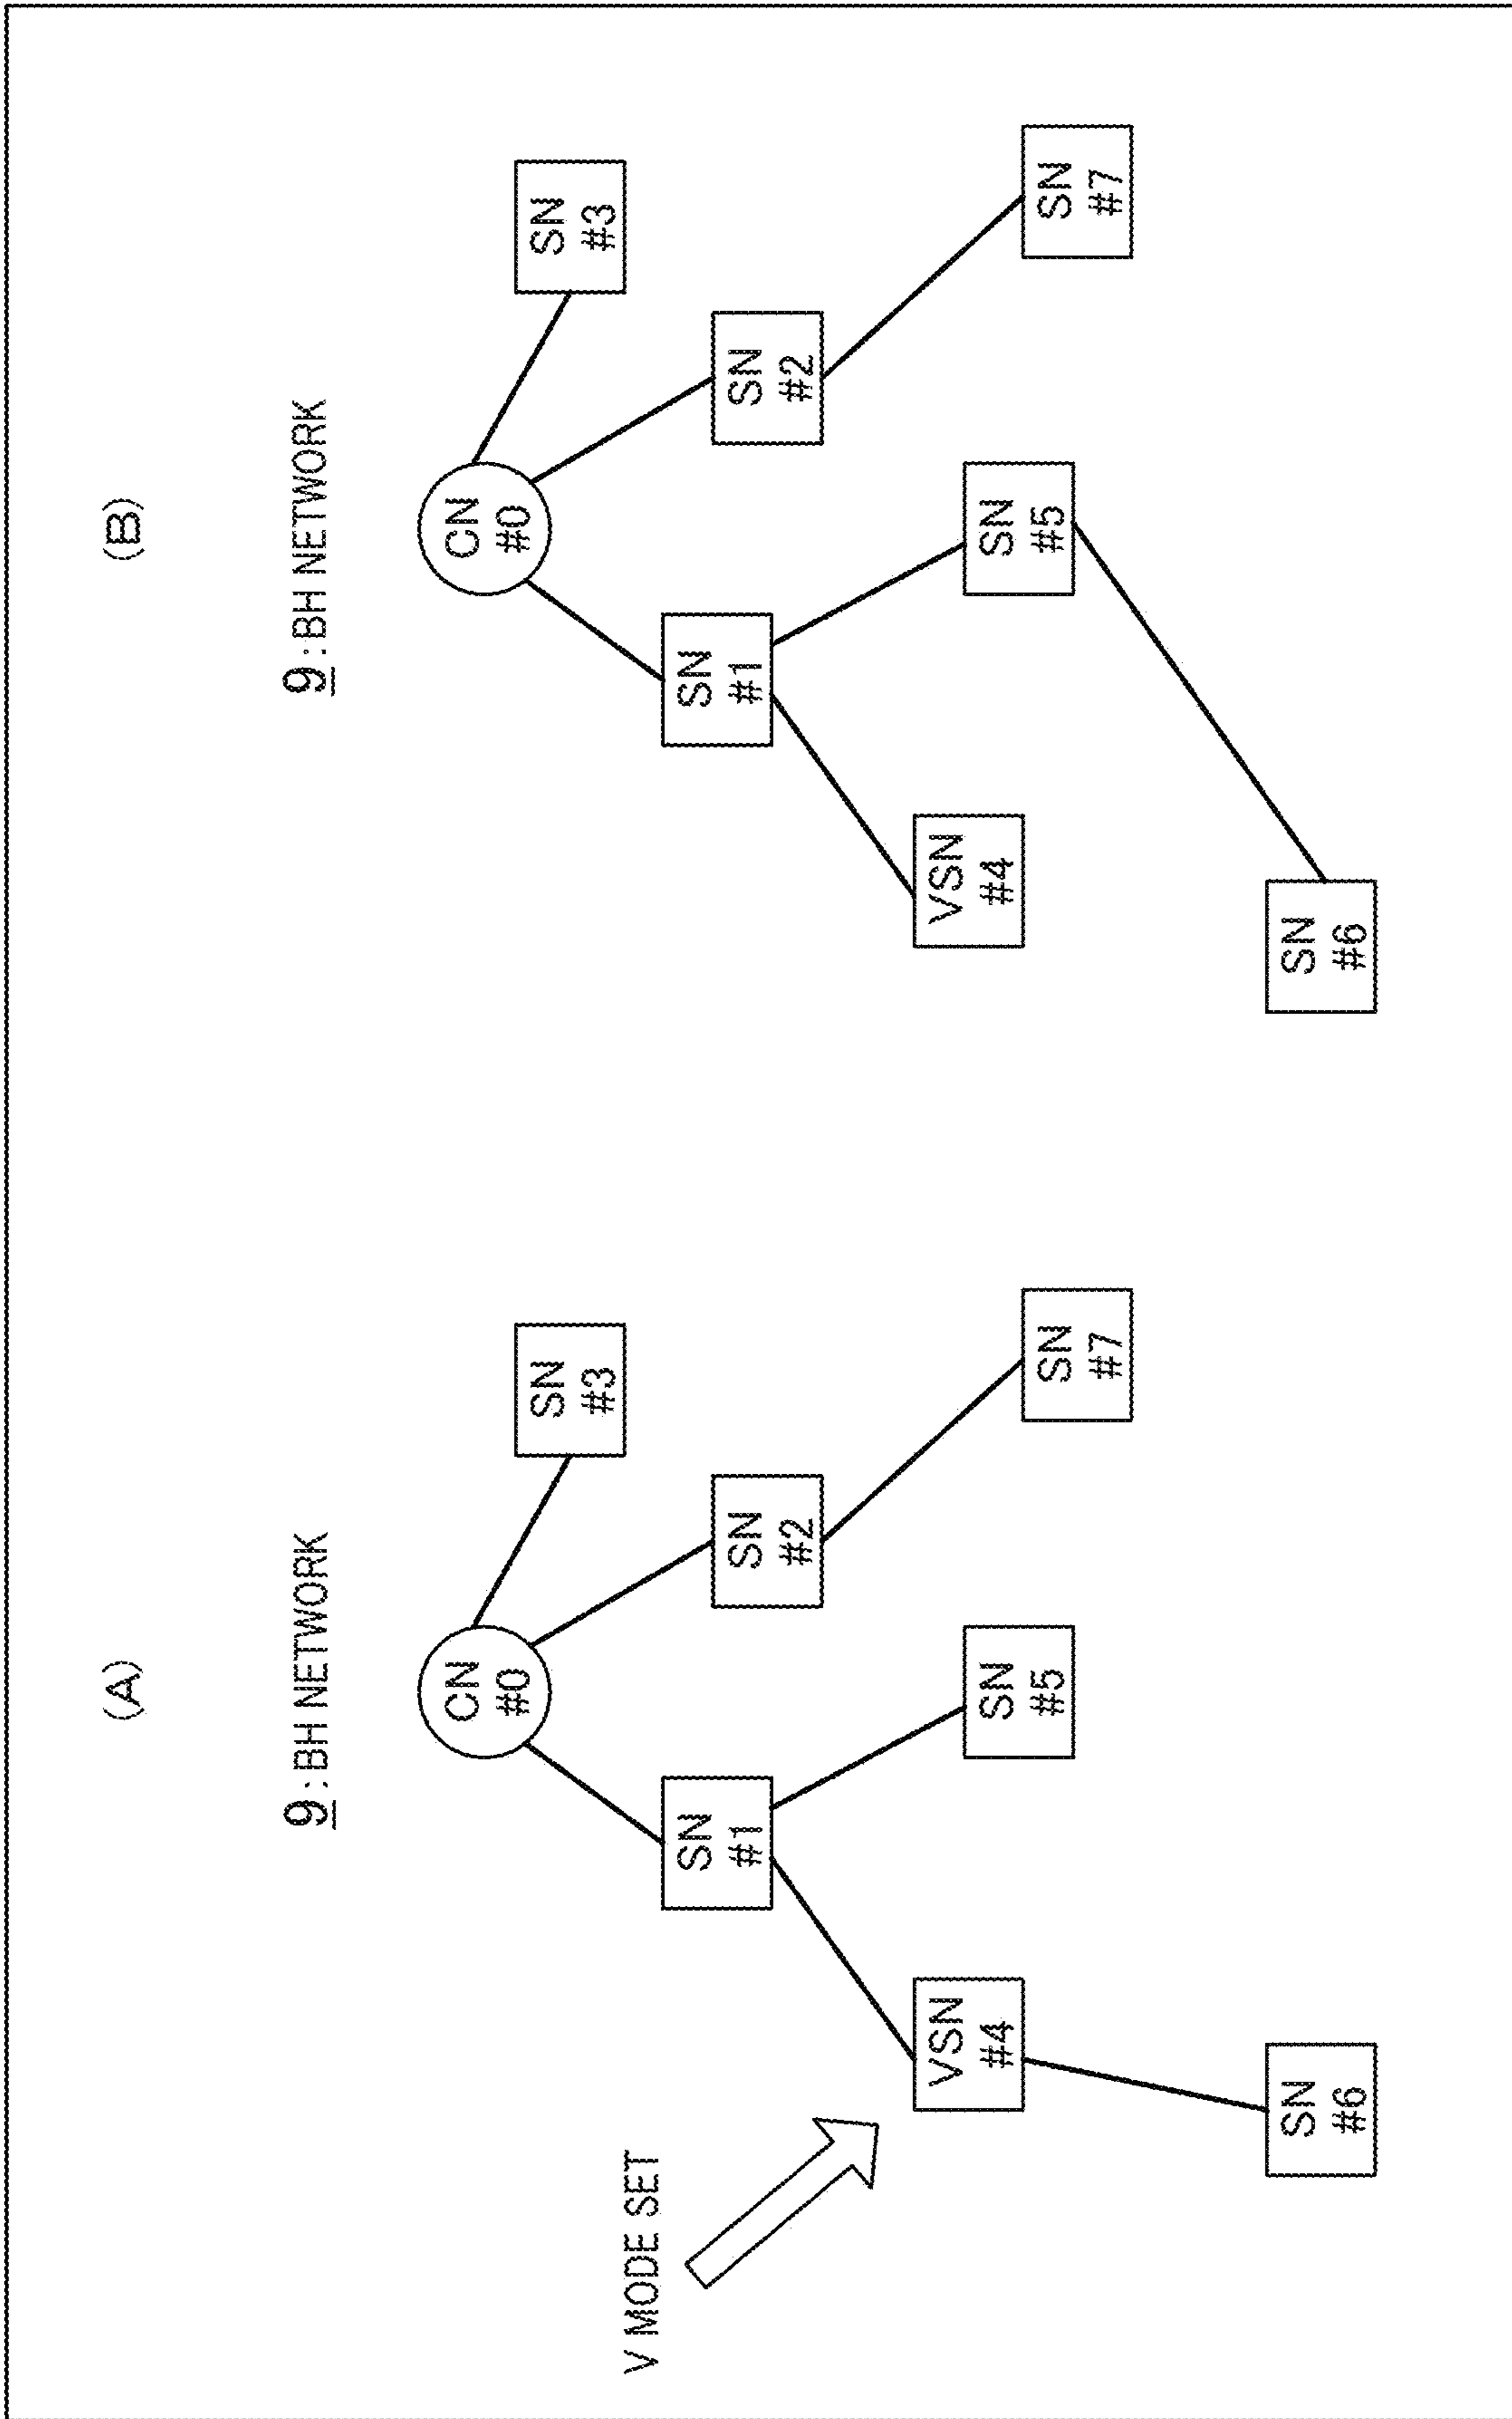 (A)
9 : BH NETWORK
CN
#0
SN
#3
SN
#1
SN
#2
V MODE SET
VSN
#4
SN
#5
SN
#7
SN
#6
(B)
9 : BH NETWORK
CN
#0
SN
#3
SN
#1
SN
#2
VSN
#4
SN
#5
SN
#7
SN
#6